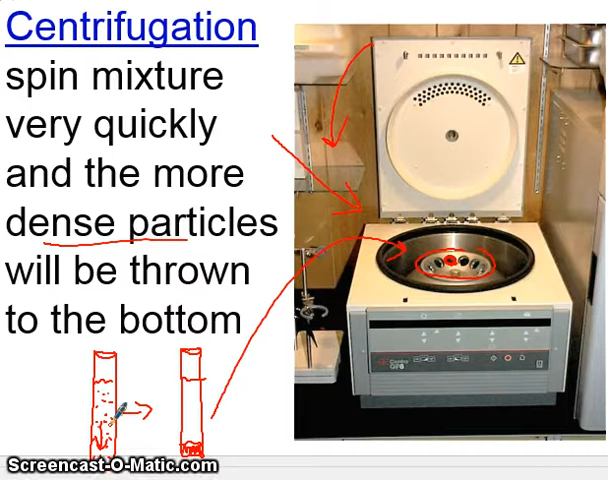 Centrifugation
spin mixture
very quickly
and the more
dense particles
will be thrown
to the bottom
Screencast-O-Matic.com